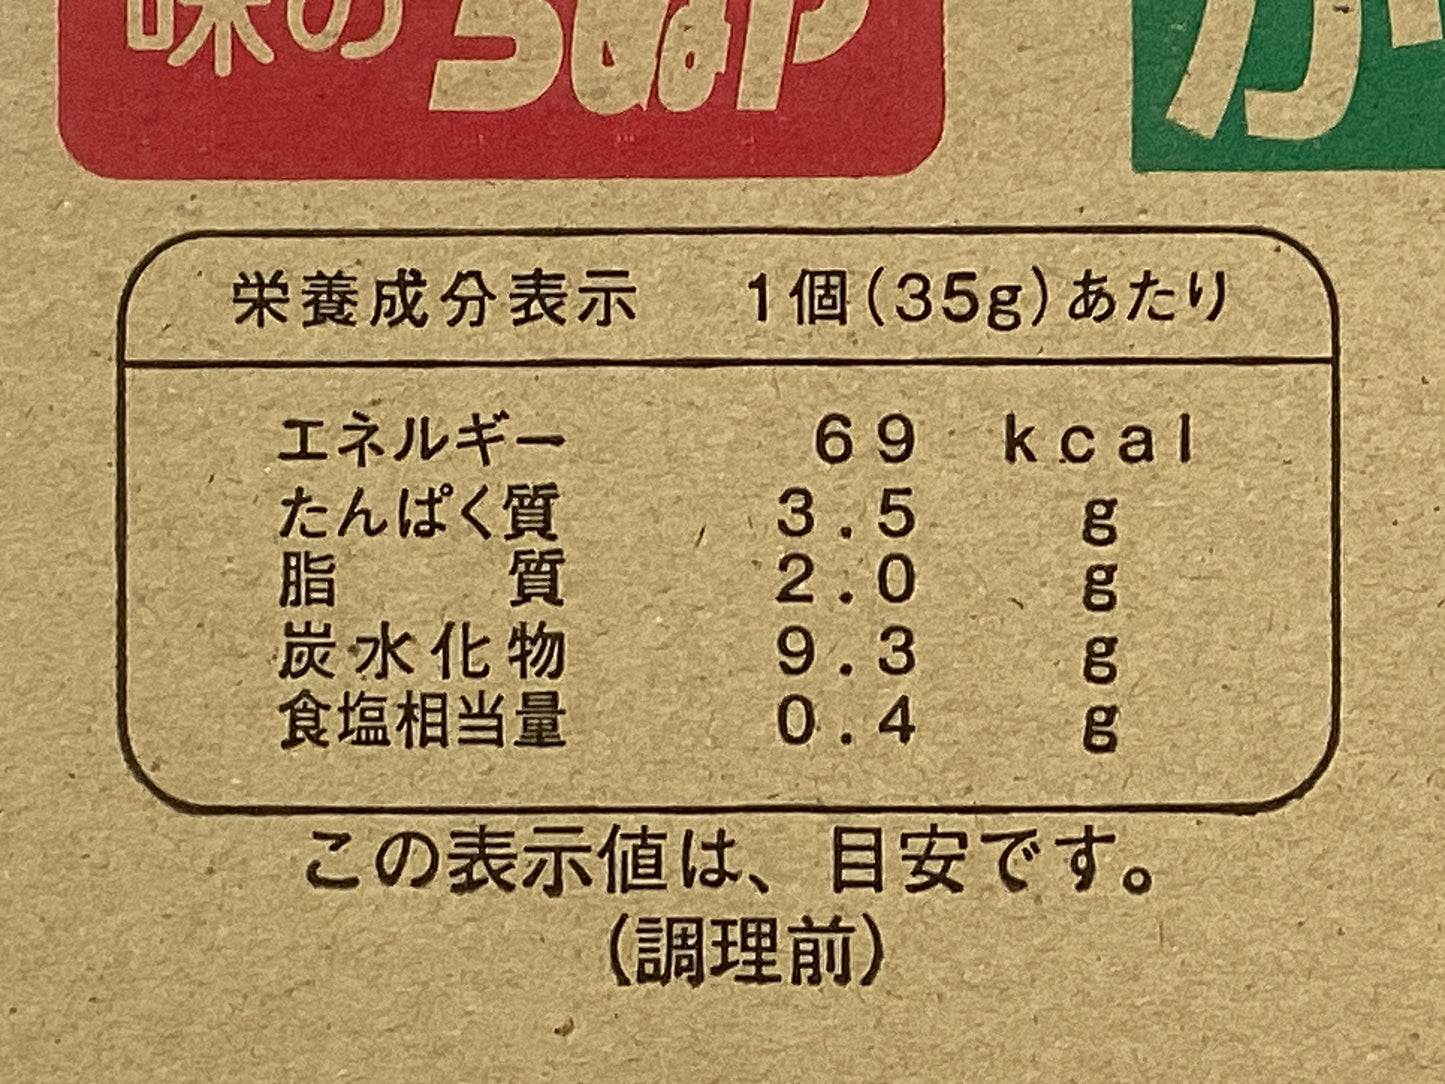 味の
栄養成分表示 1個(35g)あたり
エネルギー 69 kcal
たんぱく質 3.5 g
脂質 2.0 g
炭水化物 9.3 g
食塩相当量 0.4 g
この表示値は、目安です。
(調理前)